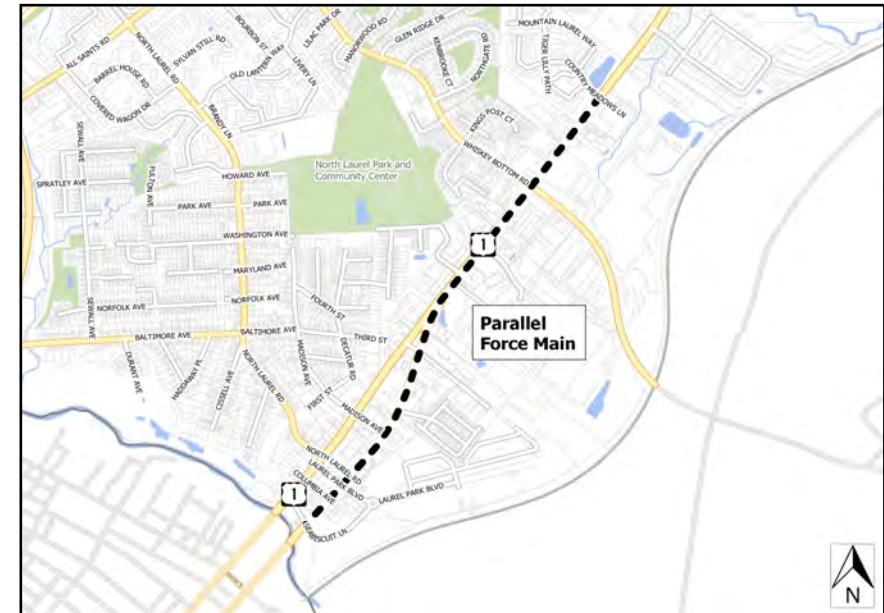 ALL SAINTS RD
NORTH LAUREL RD
SYLVAN STILL RD
BOURBON ST
LILAC PARK DR
MANORWOOD RD
GLEN RIDGE DR
KENBROOKE CT
NORTHGATE DR
MOUNTAIN LAUREL WAY
TIGER LILLY PATH
COUNTRY MEADOWS LN
BARREL HOUSE RD
COVERED WAGON DR
OLD LANTERN WAY
LIVERY LN
BRANDY LN
KINGS POST CT
WHISKEY BOTTOM RD
SEWALL AVE
SPRATLEY AVE
FULTON AVE
HOWARD AVE
North Laurel Park and
Community Center
PARK AVE
PARK AVE
WASHINGTON AVE
MARYLAND AVE
1
SEWALL AVE
NORFOLK AVE
NORFOLK AVE
FOURTH ST
BALTIMORE AVE
BALTIMORE AVE
THIRD ST
Parallel
Force Main
DURANT AVE
HADDAWAY PL
CISSELL AVE
NORTH LAUREL RD
MADISON AVE
DECATUR RD
FIRST ST
MADISON AVE
NORTH LAUREL RD
LAUREL PARK BLVD
COLUMBIA AVE
LAUREL PARK BLVD
1
SEABISCUIT LN
N